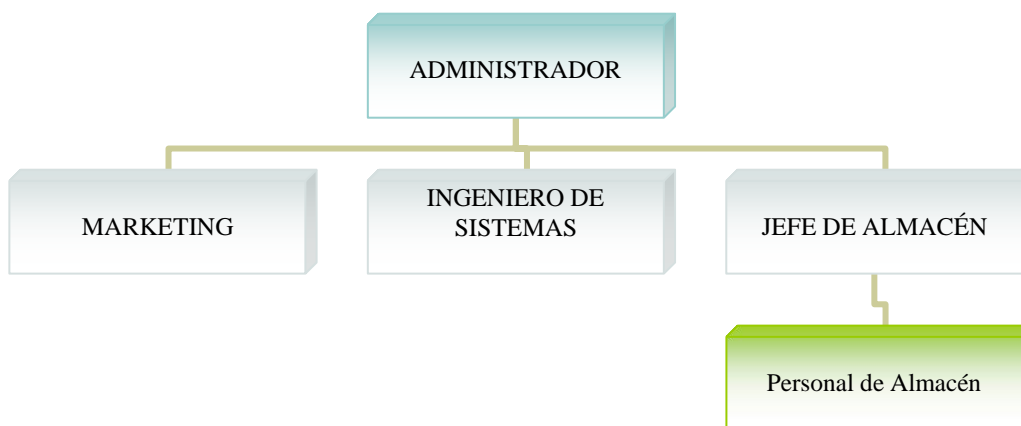 ADMINISTRADOR
MARKETING
INGENIERO DE
SISTEMAS
JEFE DE ALMACÉN
Personal de Almacén